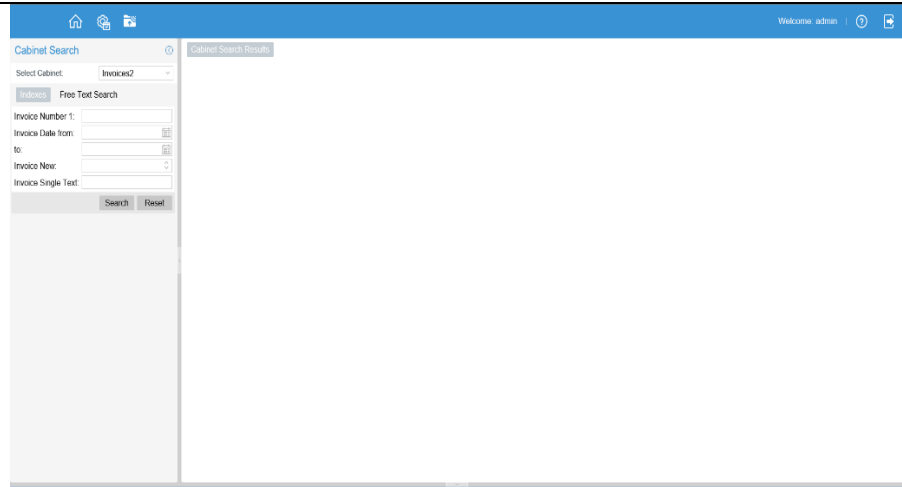 Welcome: admin | ?
Cabinet Search
Cabinet Search Results
Select Cabinet: Invoices2
Indexes Free Text Search
Invoice Number 1:
Invoice Date from:
to:
Invoice New:
Invoice Single Text:
Search Reset